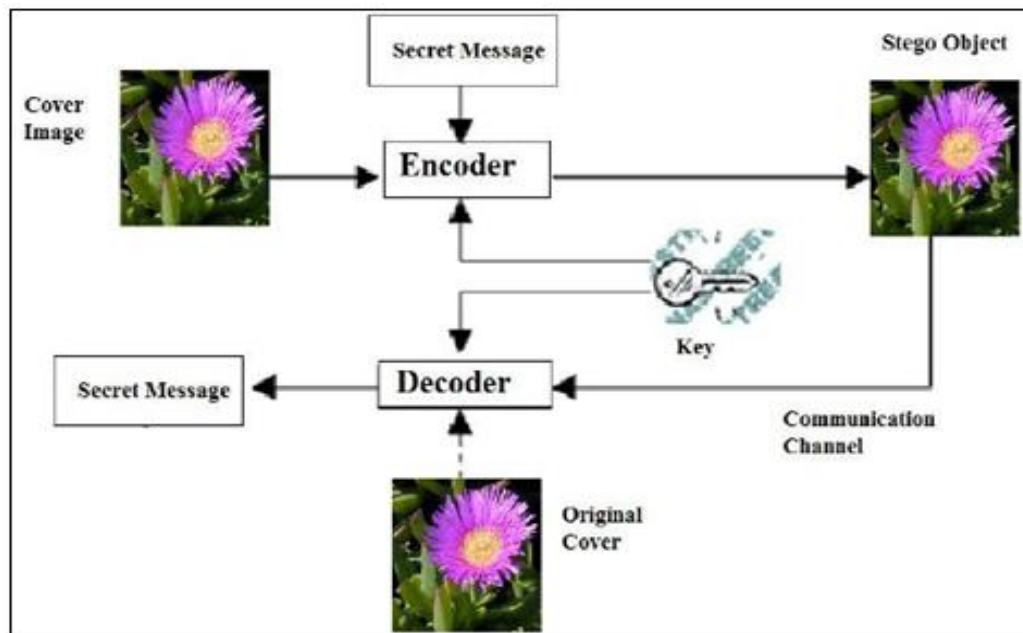 Secret Message
Stego Object
Cover
Image
Encoder
Key
Secret Message
Decoder
Communication
Channel
Original
Cover